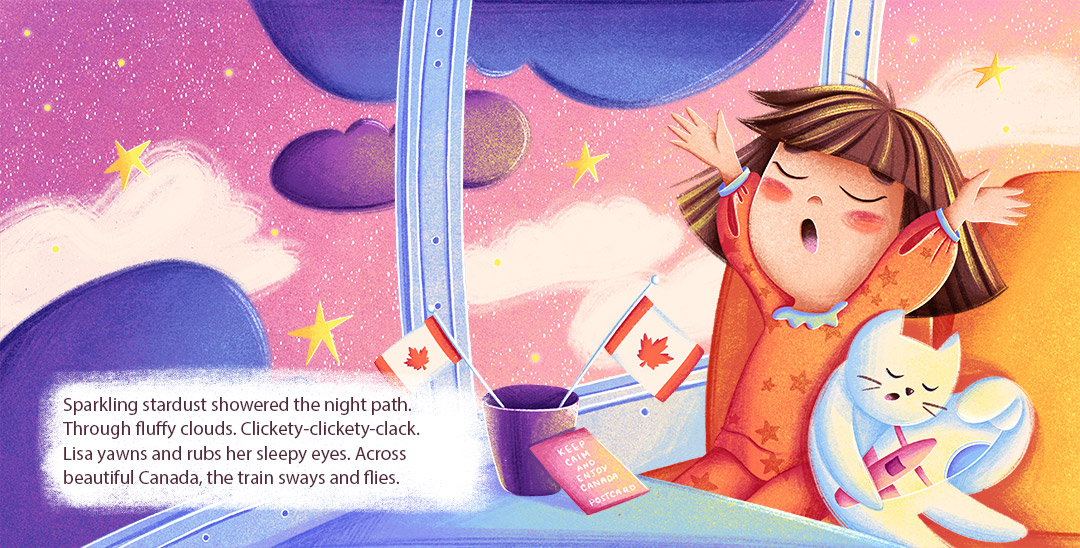 Sparkling stardust showered the night path.
Through fluffy clouds. Clickety-clickety-clack.
Lisa yawns and rubs her sleepy eyes. Across
beautiful Canada, the train sways and flies.
KEEP
CALM
AND
ENJOY
CANADA
POSTCARD